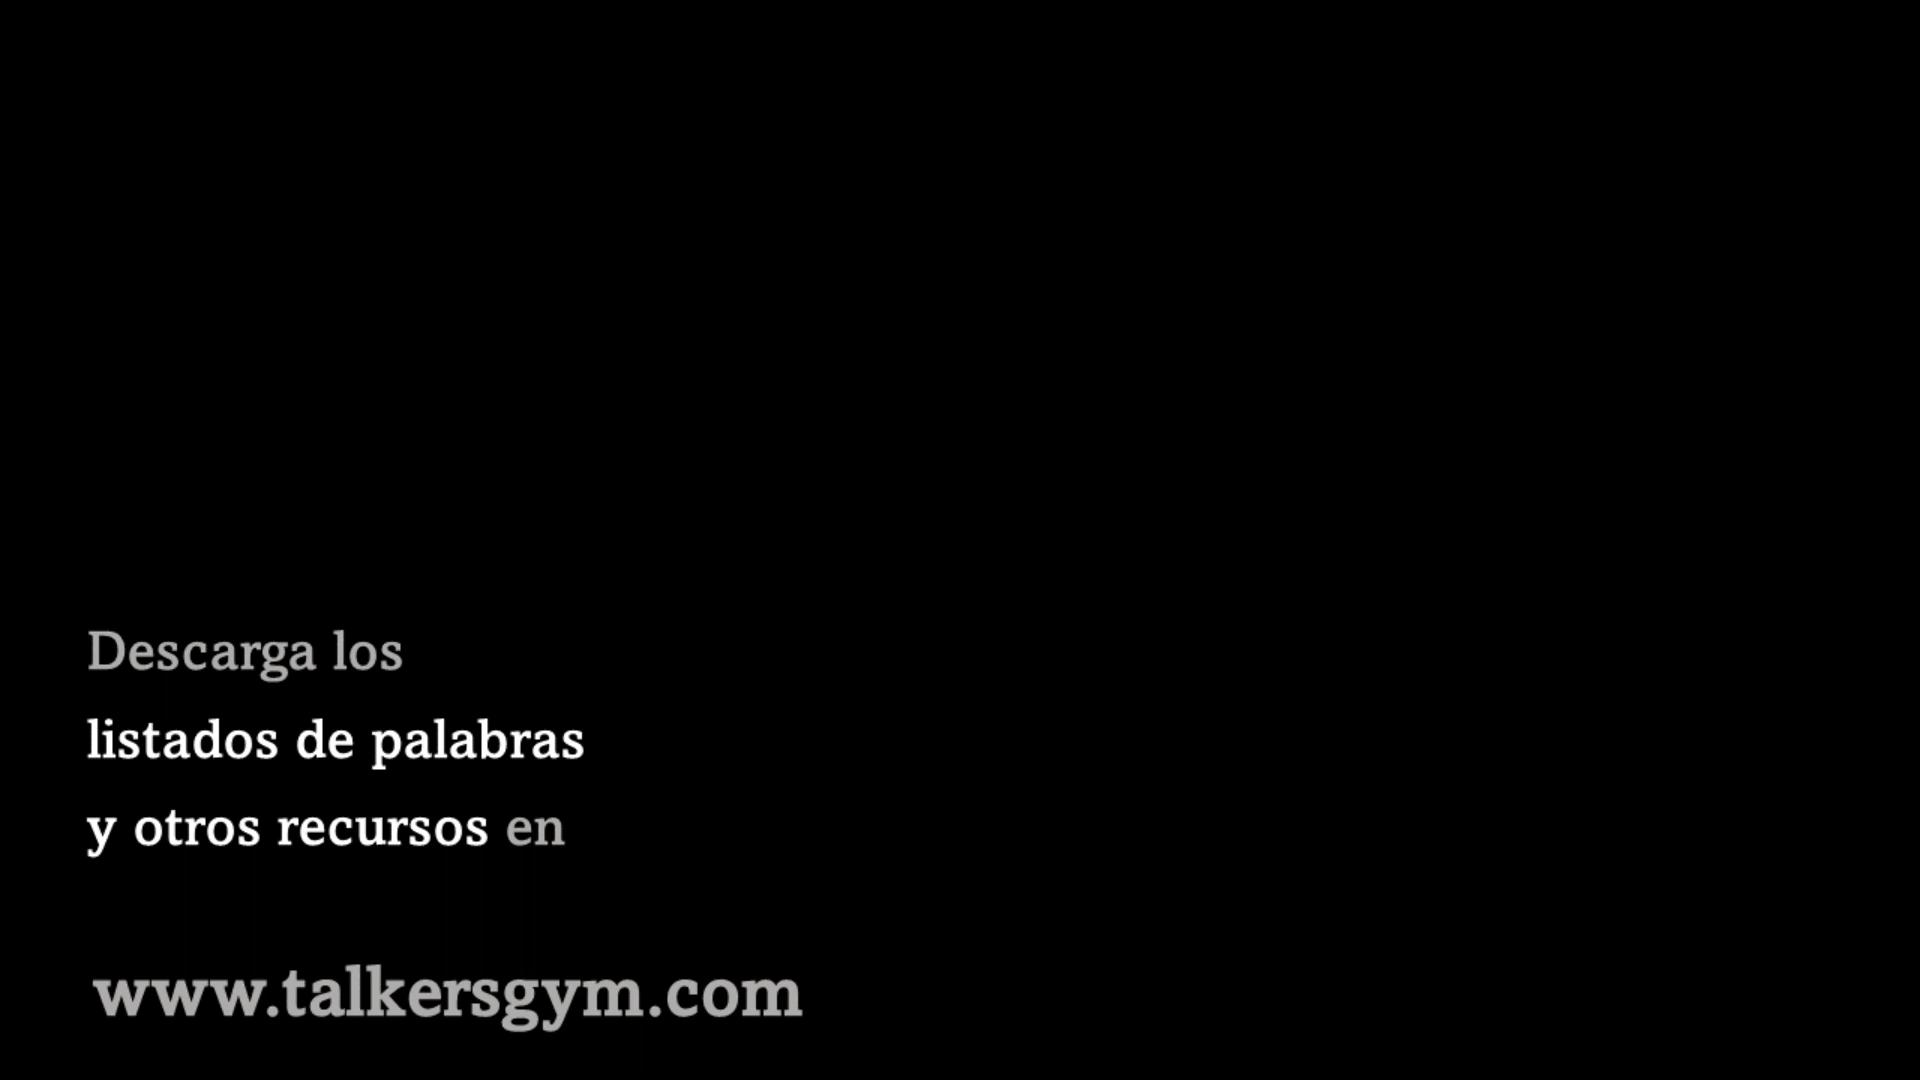 Descarga los
listados de palabras
y otros recursos en
www.talkersgym.com